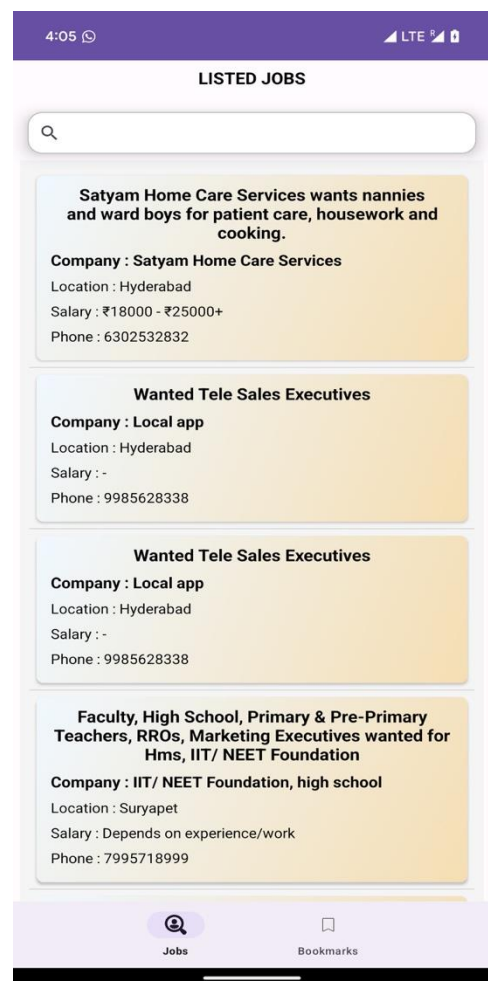 4:05
LTE R
LISTED JOBS
Satyam Home Care Services wants nannies
and ward boys for patient care, housework and
cooking.
Company : Satyam Home Care Services
Location : Hyderabad
Salary : ₹18000 - ₹25000+
Phone : 6302532832
Wanted Tele Sales Executives
Company : Local app
Location : Hyderabad
Salary : -
Phone : 9985628338
Wanted Tele Sales Executives
Company : Local app
Location : Hyderabad
Salary : -
Phone : 9985628338
Faculty, High School, Primary & Pre-Primary
Teachers, RROs, Marketing Executives wanted for
Hms, IIT/ NEET Foundation
Company : IIT/ NEET Foundation, high school
Location : Suryapet
Salary : Depends on experience/work
Phone : 7995718999
Jobs
Bookmarks